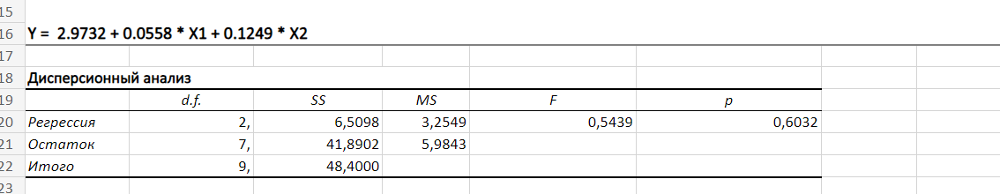 15
16 Y = 2.9732 + 0.0558 * X1 + 0.1249 * X2
17
18 Дисперсионный анализ
19 d.f. SS MS F p
20 Регрессия 2, 6,5098 3,2549 0,5439 0,6032
21 Остаток 7, 41,8902 5,9843
22 Итого 9, 48,4000
23